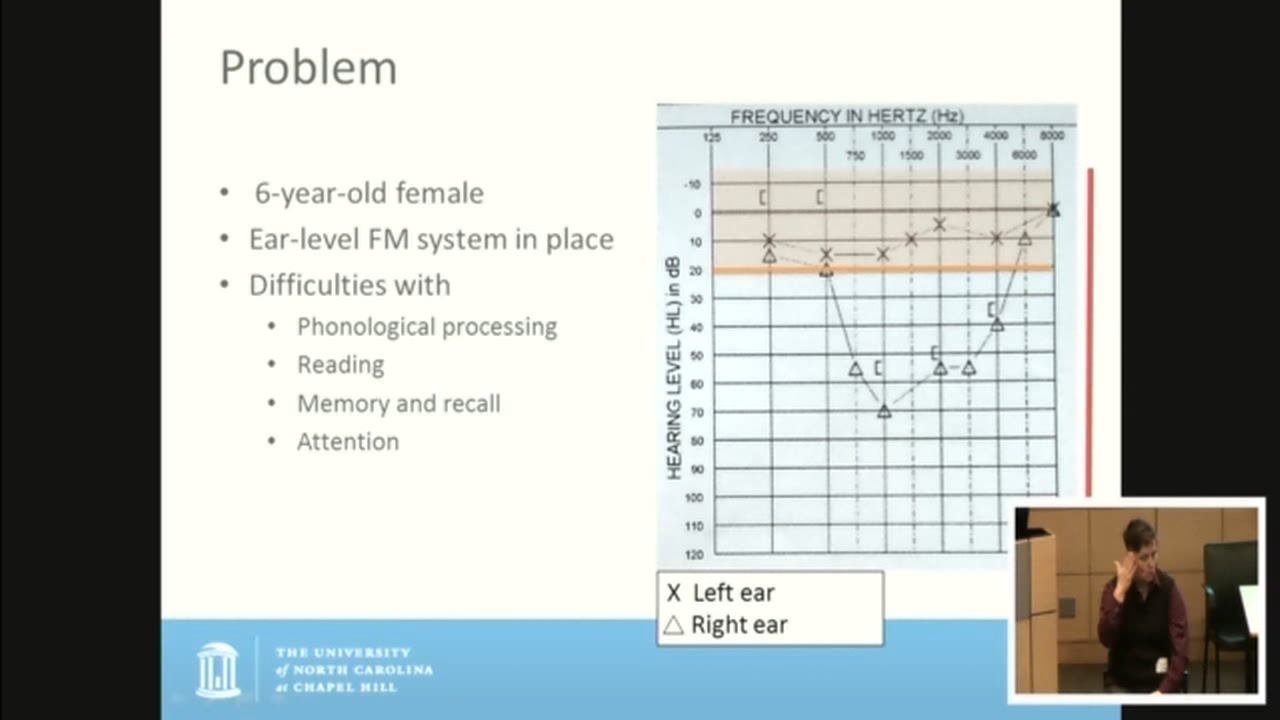 Problem
• 6-year-old female
• Ear-level FM system in place
• Difficulties with
• Phonological processing
• Reading
• Memory and recall
• Attention
FREQUENCY IN HERTZ (Hz)
125 250 500 1000 2000 4000 8000
750 1500 3000 6000
HEARING LEVEL (HL) in dB
-10
0
10
20
30
40
50
60
70
80
90
100
110
120
X Left ear
△ Right ear
THE UNIVERSITY
of NORTH CAROLINA
at CHAPEL HILL